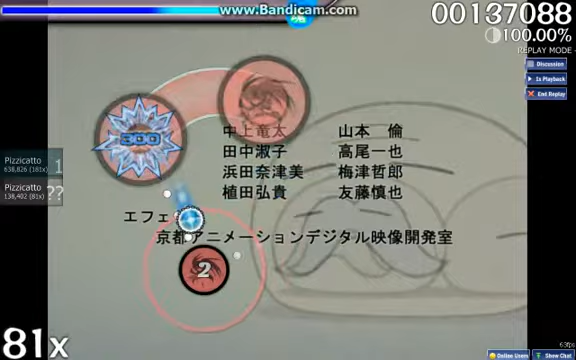 www.Bandicam.com
00137088
100.00%
REPLAY MODE
Discussion
1x Playback
End Replay
300
中上竜太 山本 倫
田中淑子 高尾一也
浜田奈津美 梅津哲郎
植田弘貴 友藤慎也
Pizzicatto
638,826 (181x)
1
Pizzicatto
138,402 (81x)
??
エフェ
京都アニメーションデジタル映像開発室
2
81x
63fps
Online Users
Show Chat